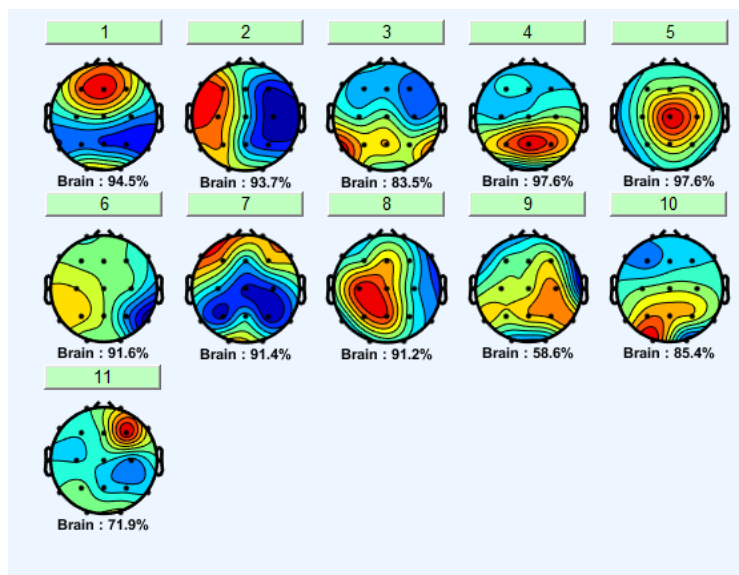 1 2 3 4 5
Brain : 94.5% Brain : 93.7% Brain : 83.5% Brain : 97.6% Brain : 97.6%
6 7 8 9 10
Brain : 91.6% Brain : 91.4% Brain : 91.2% Brain : 58.6% Brain : 85.4%
11
Brain : 71.9%